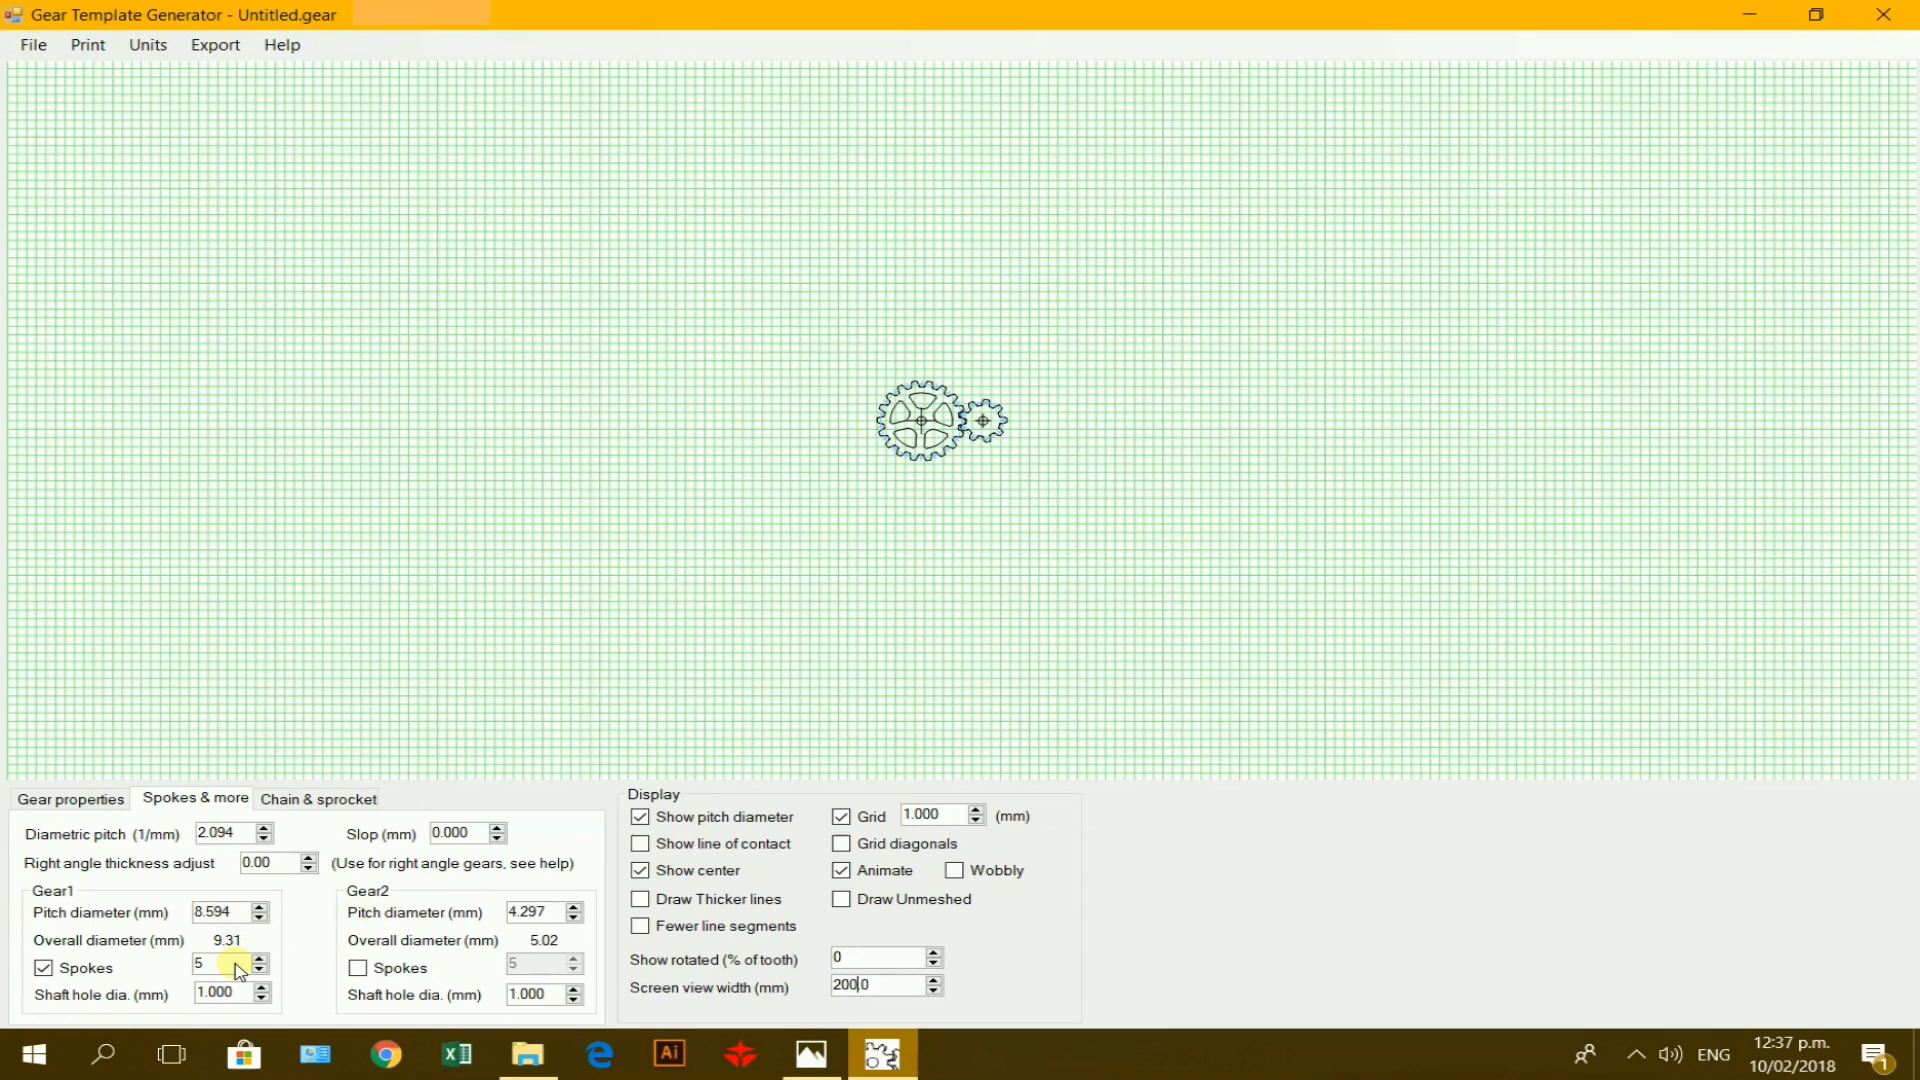 Gear Template Generator - Untitled.gear
File Print Units Export Help
Gear properties Spokes & more Chain & sprocket
Diametric pitch (1/mm) 2.094 Slop (mm) 0.000
Right angle thickness adjust 0.00 (Use for right angle gears, see help)
Gear1
Pitch diameter (mm) 8.594
Overall diameter (mm) 9.31
Spokes 5
Shaft hole dia. (mm) 1.000
Gear2
Pitch diameter (mm) 4.297
Overall diameter (mm) 5.02
Spokes 5
Shaft hole dia. (mm) 1.000
Display
Show pitch diameter Grid 1.000 (mm)
Show line of contact Grid diagonals
Show center Animate Wobbly
Draw Thicker lines Draw Unmeshed
Fewer line segments
Show rotated (% of tooth) 0
Screen view width (mm) 200.0
Ai
ENG
12:37 p.m.
10/02/2018
1